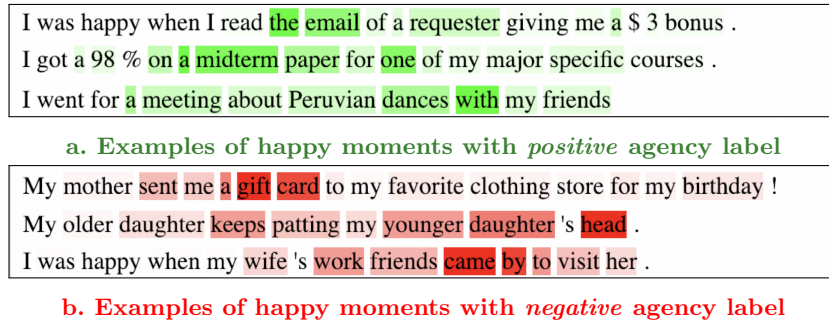 I was happy when I read the email of a requester giving me a $ 3 bonus .
I got a 98 % on a midterm paper for one of my major specific courses .
I went for a meeting about Peruvian dances with my friends
a. Examples of happy moments with positive agency label
My mother sent me a gift card to my favorite clothing store for my birthday !
My older daughter keeps patting my younger daughter 's head .
I was happy when my wife 's work friends came by to visit her .
b. Examples of happy moments with negative agency label